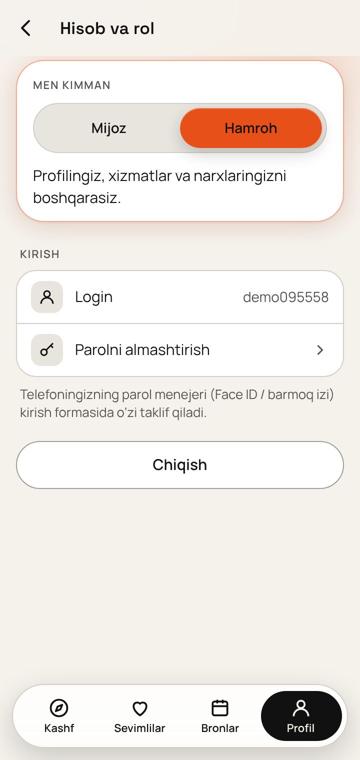 Hisob va rol
MEN KIMMAN
Mijoz
Hamroh
Profilingiz, xizmatlar va narxlaringizni
boshqarasiz.
KIRISH
Login
demo095558
Parolni almashtirish
Telefoningizning parol menejeri (Face ID / barmoq izi)
kirish formasida o'zi taklif qiladi.
Chiqish
Kashf
Sevimlilar
Bronlar
Profil